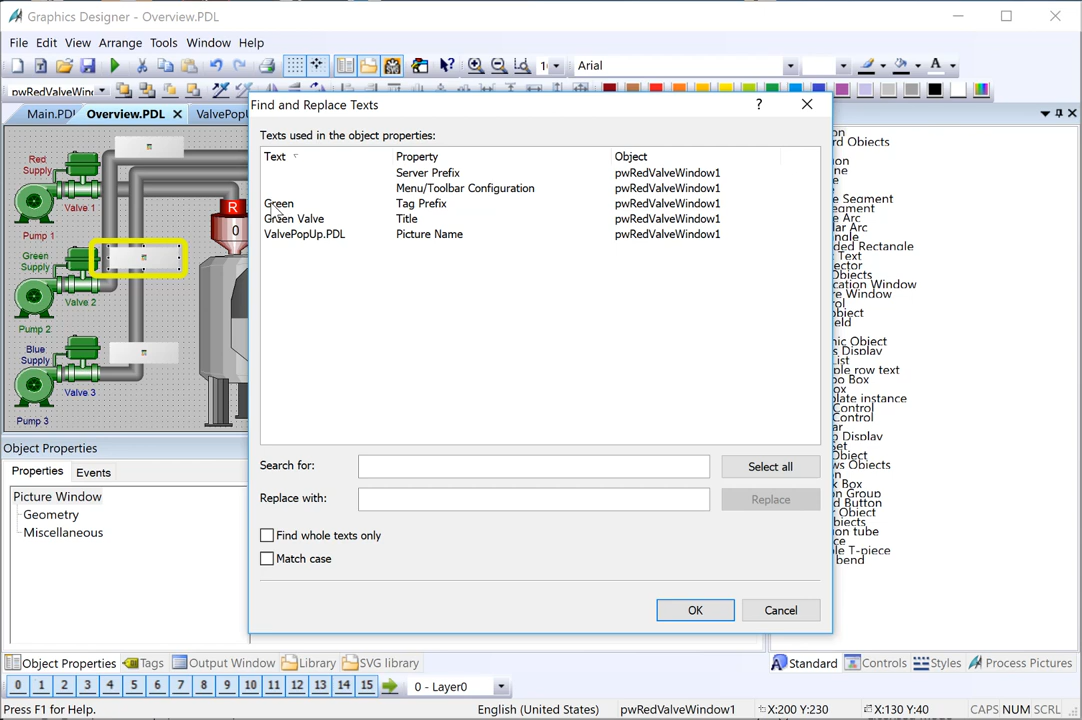 Graphics Designer - Overview.PDL
File Edit View Arrange Tools Window Help
Arial
pwRedValveWind
Main.PDL Overview.PDL ValvePopU
Find and Replace Texts
Texts used in the object properties:
Text Property Object
Server Prefix pwRedValveWindow1
Menu/Toolbar Configuration pwRedValveWindow1
Green Tag Prefix pwRedValveWindow1
Green Valve Title pwRedValveWindow1
ValvePopUp.PDL Picture Name pwRedValveWindow1
Search for: Select all
Replace with: Replace
Find whole texts only
Match case
OK Cancel
Red
Supply
Valve 1
Pump 1
R
0
Green
Supply
Valve 2
Pump 2
Blue
Supply
Valve 3
Pump 3
Object Properties
Properties Events
Picture Window
Geometry
Miscellaneous
rd Objects
Segment
Arc
lar Arc
ngle
ded Rectangle
Text
ector
Objects
cation Window
re Window
rol
bject
eld
nic Object
s Display
List
ple row text
bo Box
ox
plate instance
Control
Control
ar
p Display
Set
Object
ws Objects
on
k Box
on Group
d Button
r Object
bjects
on tube
ce
le T-piece
bend
Object Properties Tags Output Window Library SVG library
Standard Controls Styles Process Pictures
0 1 2 3 4 5 6 7 8 9 10 11 12 13 14 15 0 - Layer0
Press F1 for Help. English (United States) pwRedValveWindow1 X:200 Y:230 X:130 Y:40 CAPS NUM SCRL